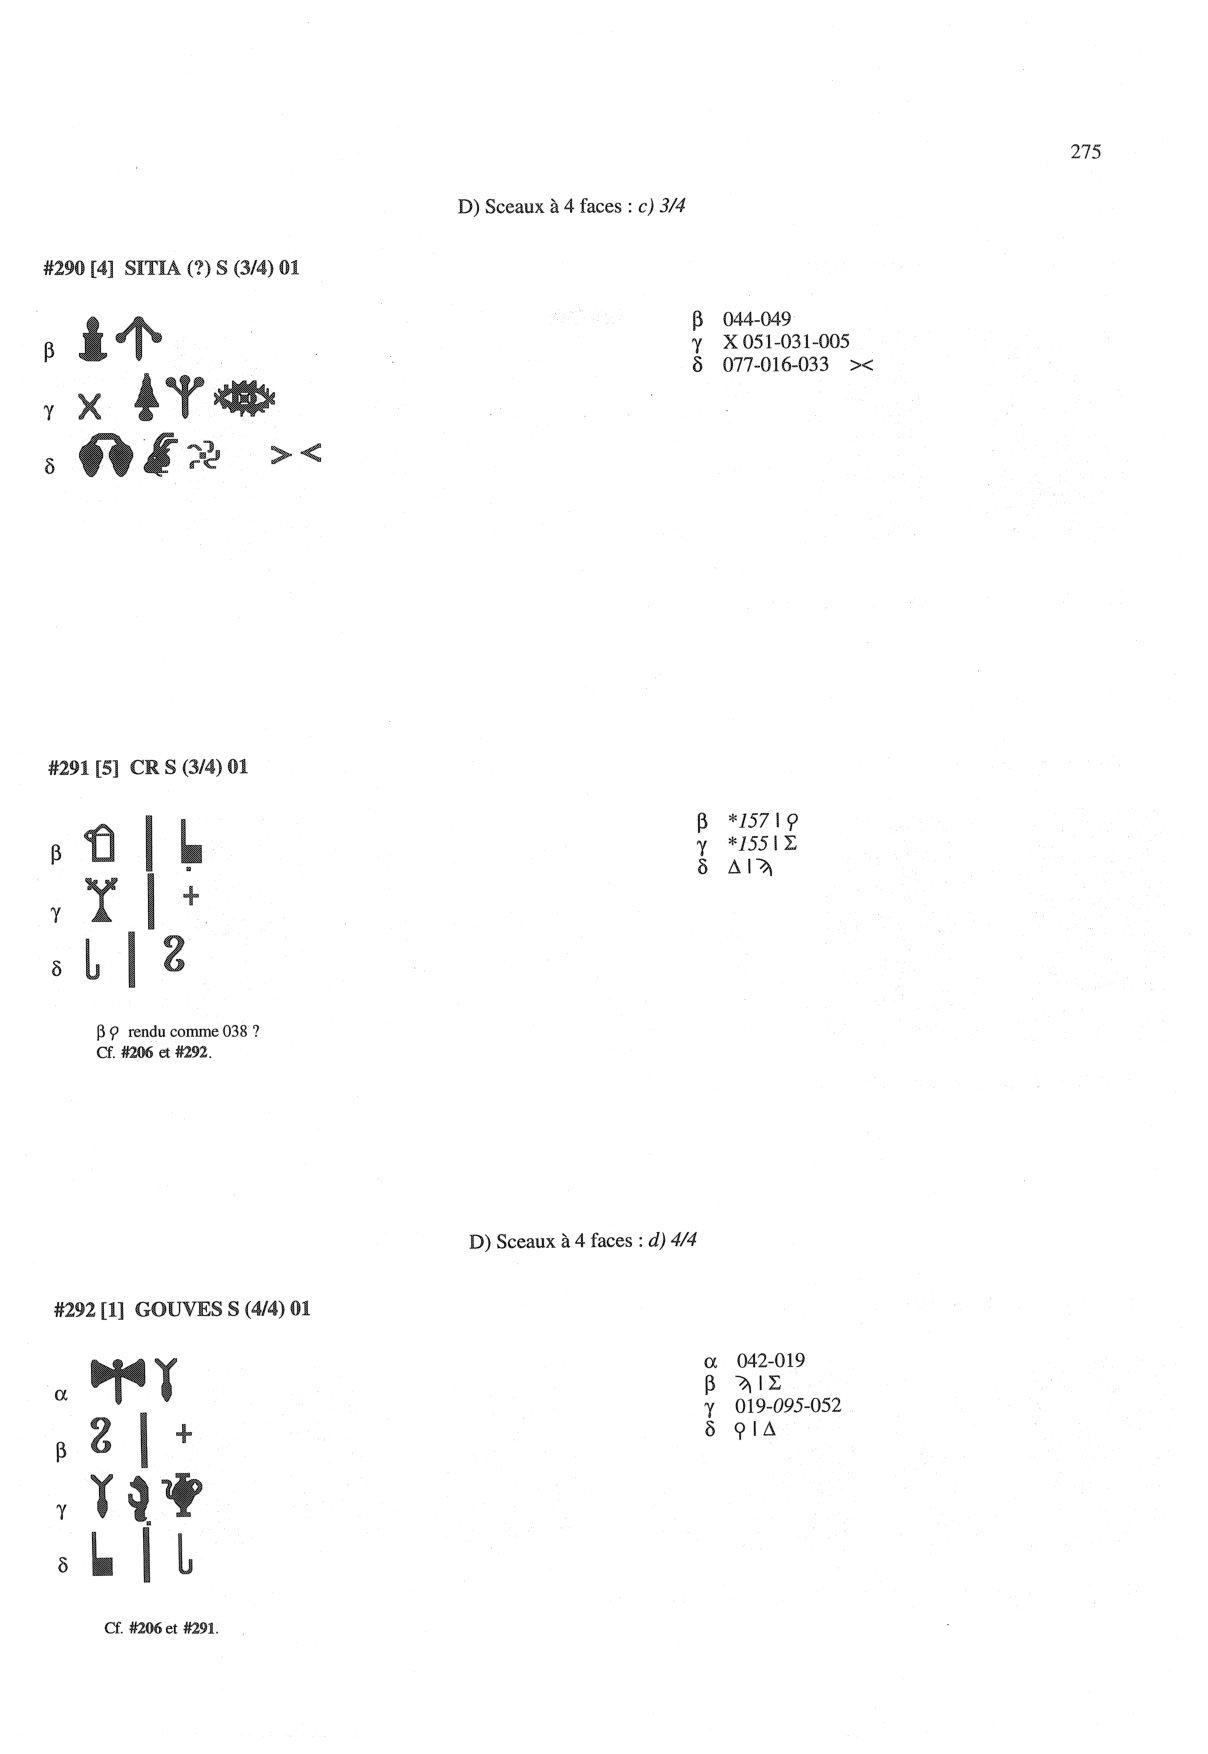 275
D) Sceaux à 4 faces : c) 3/4
#290 [4] SITIA (?) S (3/4) 01
β 044-049
γ X 051-031-005
δ 077-016-033 ><
β
γ X
δ > <
#291 [5] CR S (3/4) 01
β *157 |
γ *155 | Σ
δ Δ |
β |
γ | +
δ |
β rendu comme 038 ?
Cf. #206 et #292.
D) Sceaux à 4 faces : d) 4/4
#292 [1] GOUVES S (4/4) 01
α 042-019
β | Σ
γ 019-095-052
δ | Δ
α
β | +
γ
δ |
Cf. #206 et #291.